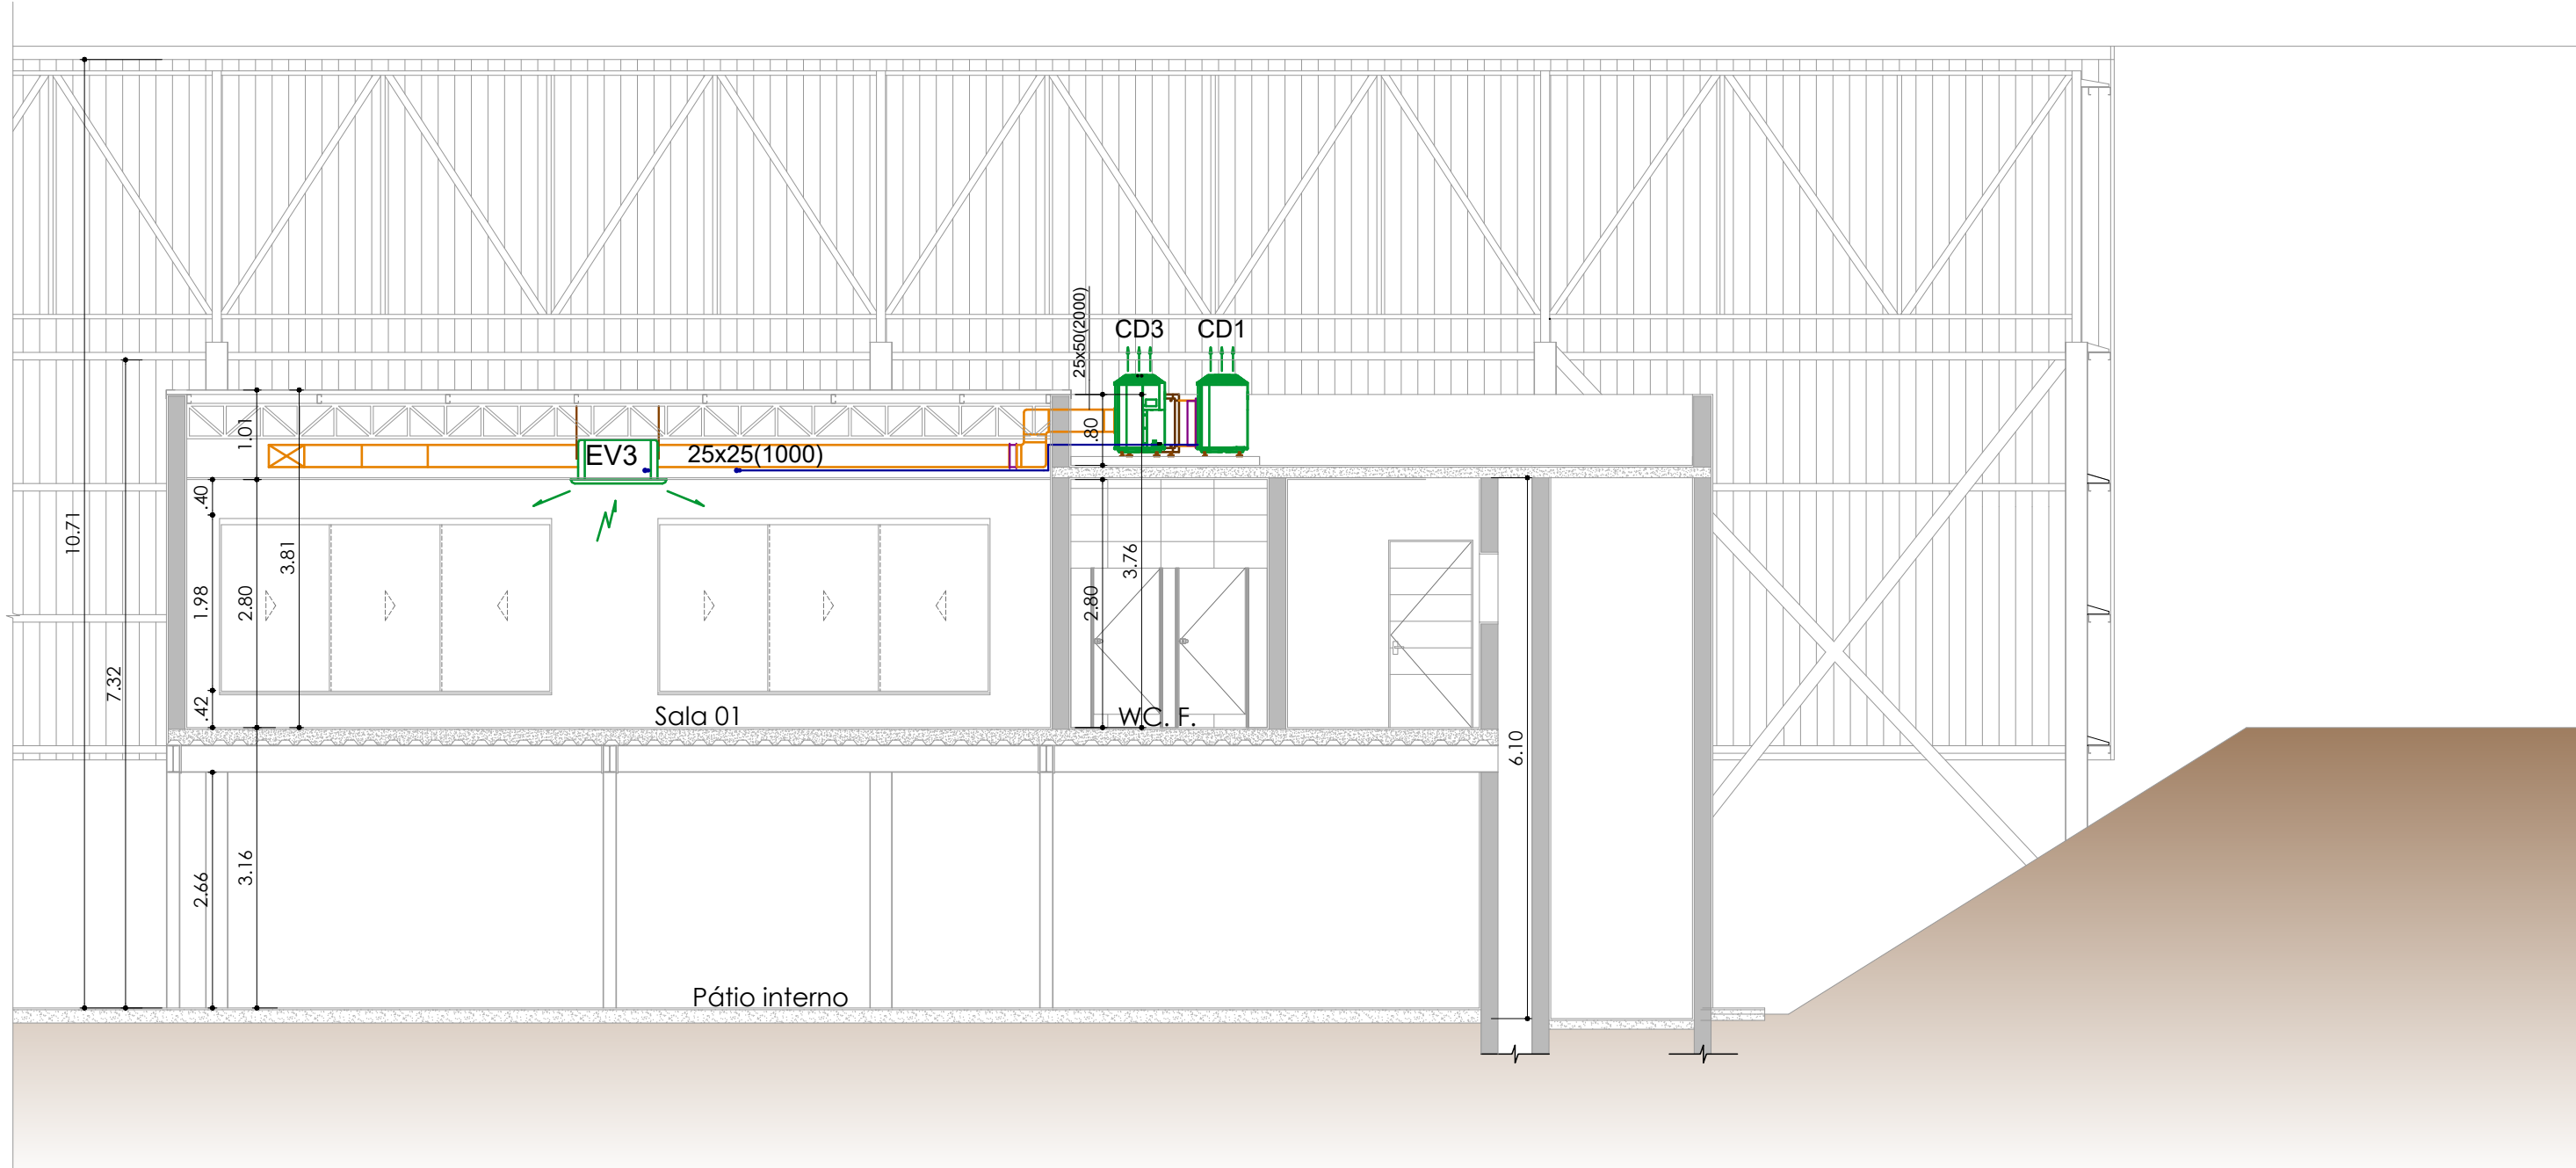 CD3
CD1
25x50(2000)
1.01
.80
EV3
25x25(1000)
.40
10.71
3.81
3.76
1.98
2.80
2.80
7.32
.42
Sala 01
WC. F.
6.10
2.66
3.16
Pátio interno